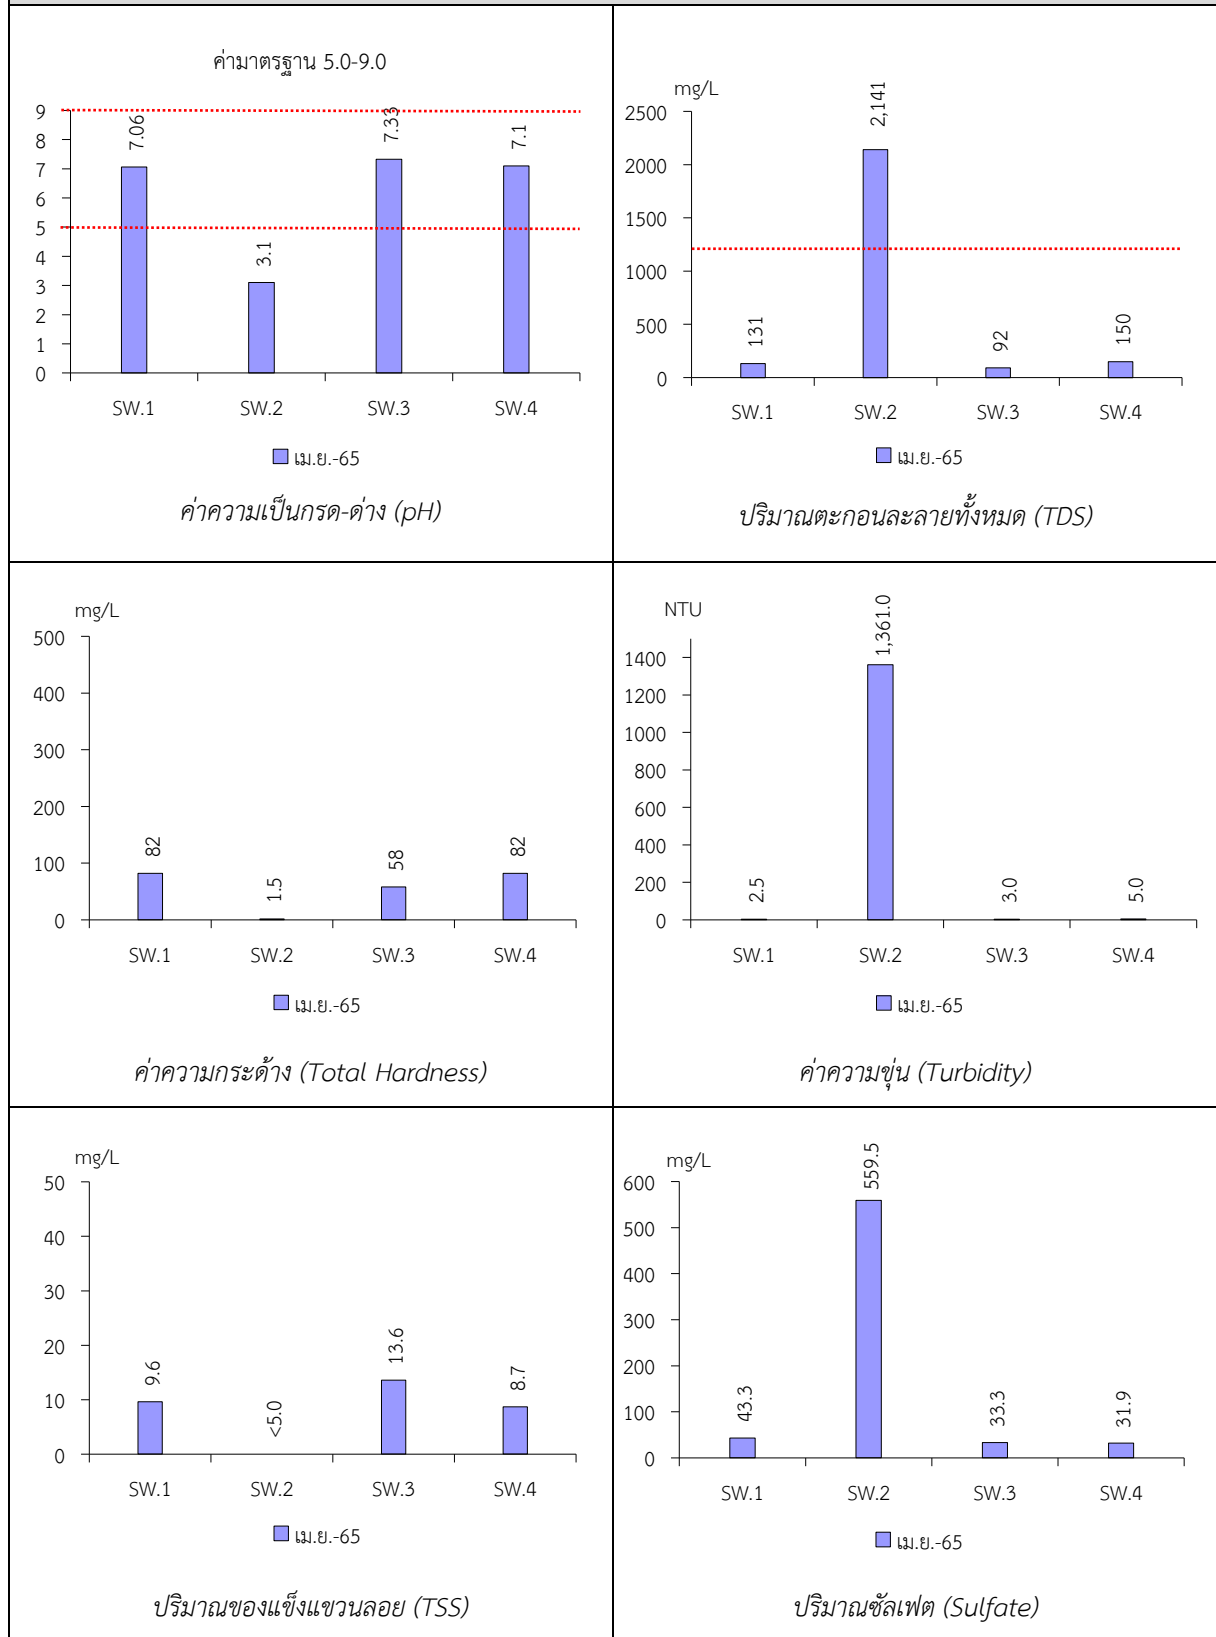 ค่ามาตรฐาน 5.0-9.0
9
8
7
6
5
4
3
2
1
0
7.06
3.1
7.33
7.1
SW.1 SW.2 SW.3 SW.4
เม.ย.-65
ค่าความเป็นกรด-ด่าง (pH)
mg/L
2500
2000
1500
1000
500
0
131
2,141
92
150
SW.1 SW.2 SW.3 SW.4
เม.ย.-65
ปริมาณตะกอนละลายทั้งหมด (TDS)
mg/L
500
400
300
200
100
0
82
1.5
58
82
SW.1 SW.2 SW.3 SW.4
เม.ย.-65
ค่าความกระด้าง (Total Hardness)
NTU
1400
1200
1000
800
600
400
200
0
2.5
1,361.0
3.0
5.0
SW.1 SW.2 SW.3 SW.4
เม.ย.-65
ค่าความขุ่น (Turbidity)
mg/L
50
40
30
20
10
0
9.6
<5.0
13.6
8.7
SW.1 SW.2 SW.3 SW.4
เม.ย.-65
ปริมาณของแข็งแขวนลอย (TSS)
mg/L
600
500
400
300
200
100
0
43.3
559.5
33.3
31.9
SW.1 SW.2 SW.3 SW.4
เม.ย.-65
ปริมาณซัลเฟต (Sulfate)